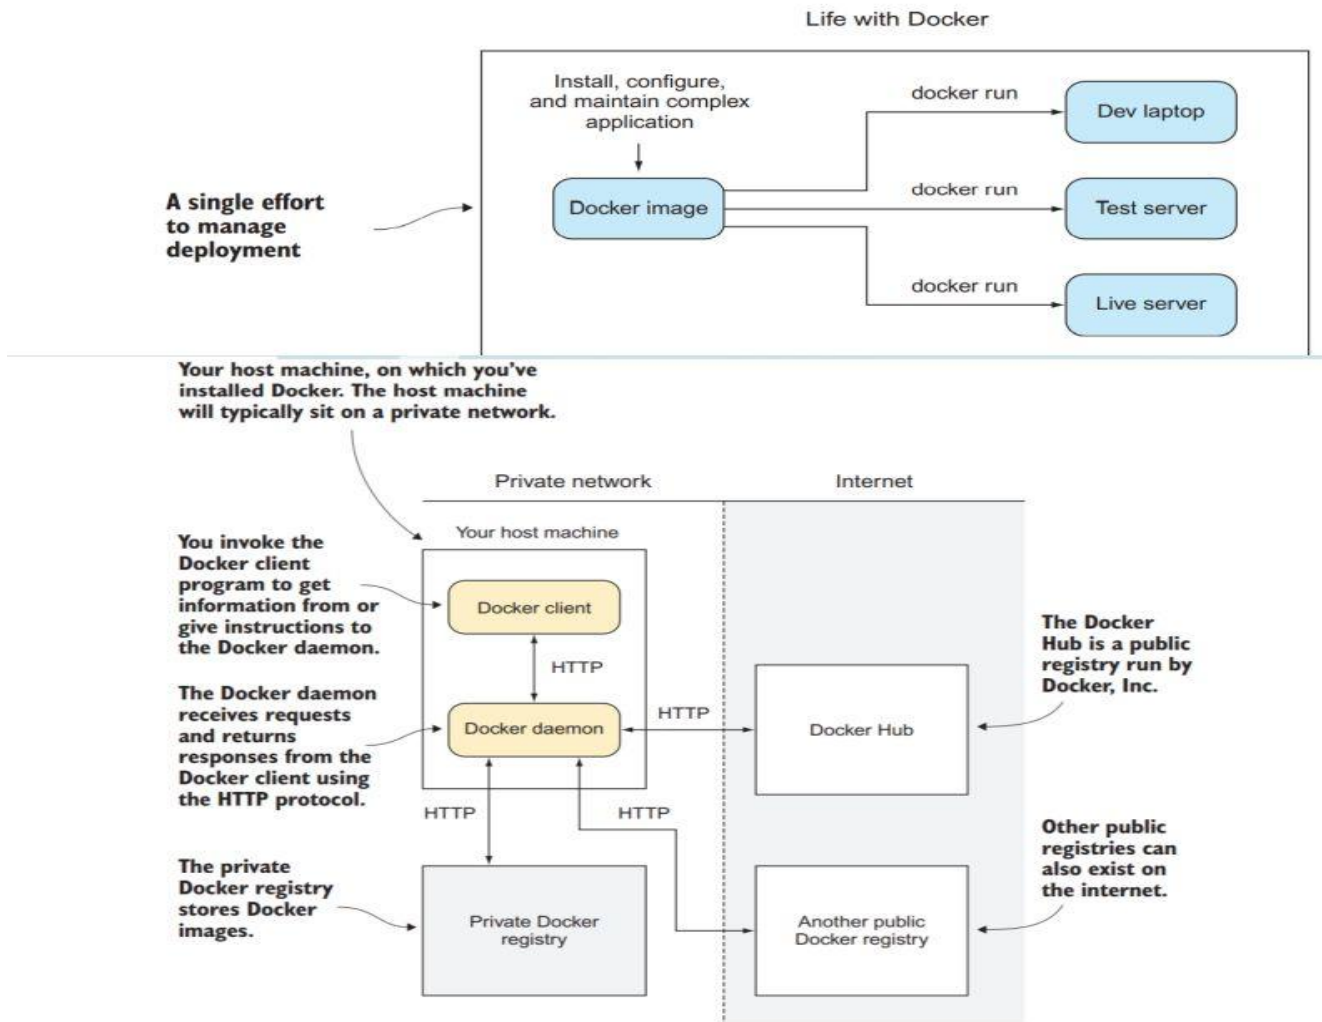 Life with Docker
Install, configure,
and maintain complex
application
docker run
Dev laptop
A single effort
to manage
deployment
Docker image
docker run
Test server
docker run
Live server
Your host machine, on which you've
installed Docker. The host machine
will typically sit on a private network.
Private network
Internet
Your host machine
You invoke the
Docker client
program to get
information from or
give instructions to
the Docker daemon.
Docker client
HTTP
The Docker daemon
receives requests
and returns
responses from the
Docker client using
the HTTP protocol.
Docker daemon
HTTP
Docker Hub
The Docker
Hub is a public
registry run by
Docker, Inc.
HTTP
HTTP
The private
Docker registry
stores Docker
images.
Private Docker
registry
Another public
Docker registry
Other public
registries can
also exist on
the internet.